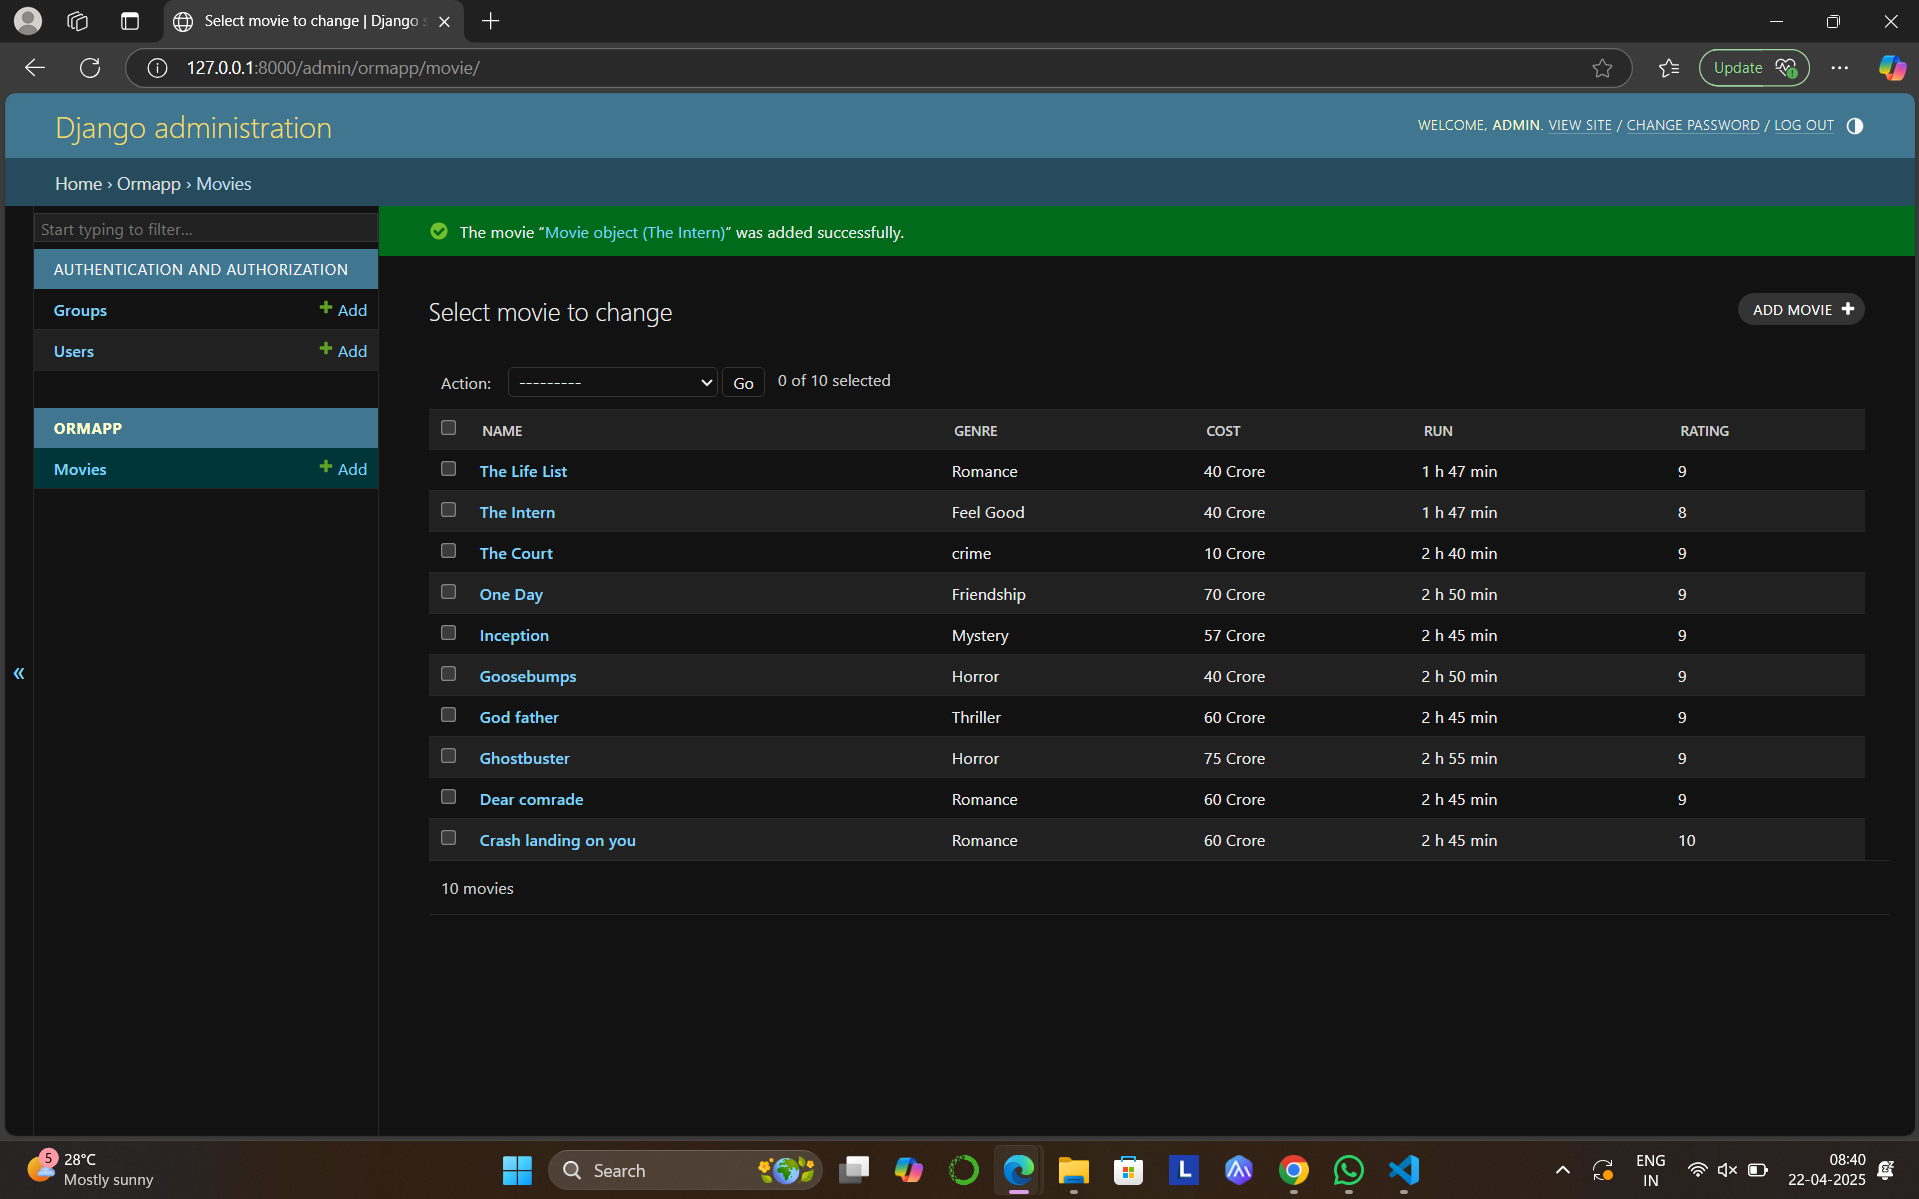 Select movie to change | Django s
127.0.0.1:8000/admin/ormapp/movie/
Update
Django administration
WELCOME, ADMIN. VIEW SITE / CHANGE PASSWORD / LOG OUT
Home › Ormapp › Movies
Start typing to filter...
AUTHENTICATION AND AUTHORIZATION
Groups + Add
Users + Add
ORMAPP
Movies + Add
«
The movie “Movie object (The Intern)” was added successfully.
Select movie to change
ADD MOVIE +
Action: --------- Go 0 of 10 selected
NAME GENRE COST RUN RATING
The Life List Romance 40 Crore 1 h 47 min 9
The Intern Feel Good 40 Crore 1 h 47 min 8
The Court crime 10 Crore 2 h 40 min 9
One Day Friendship 70 Crore 2 h 50 min 9
Inception Mystery 57 Crore 2 h 45 min 9
Goosebumps Horror 40 Crore 2 h 50 min 9
God father Thriller 60 Crore 2 h 45 min 9
Ghostbuster Horror 75 Crore 2 h 55 min 9
Dear comrade Romance 60 Crore 2 h 45 min 9
Crash landing on you Romance 60 Crore 2 h 45 min 10
10 movies
5
28°C
Mostly sunny
Search
L
ENG
IN
08:40
22-04-2025